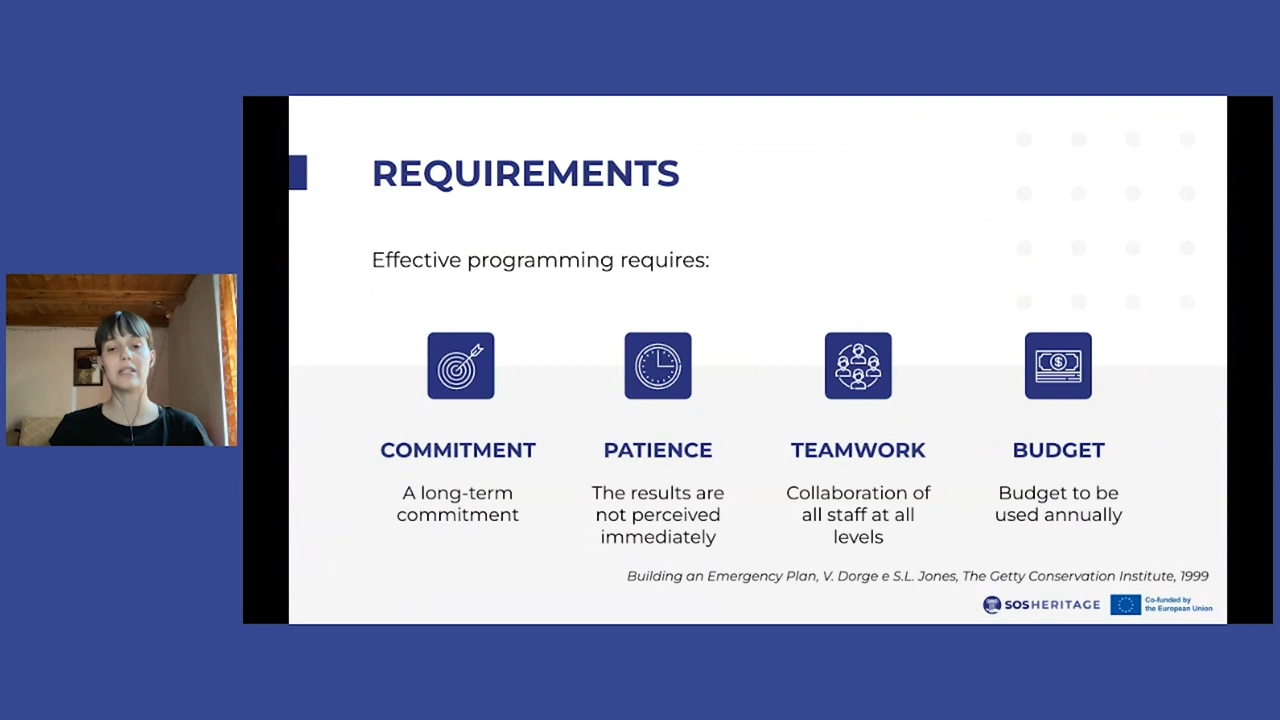 REQUIREMENTS
Effective programming requires:
COMMITMENT
A long-term
commitment
PATIENCE
The results are
not perceived
immediately
TEAMWORK
Collaboration of
all staff at all
levels
BUDGET
Budget to be
used annually
Building an Emergency Plan, V. Dorge e S.L. Jones, The Getty Conservation Institute, 1999
SOSHERITAGE
Co-funded by
the European Union